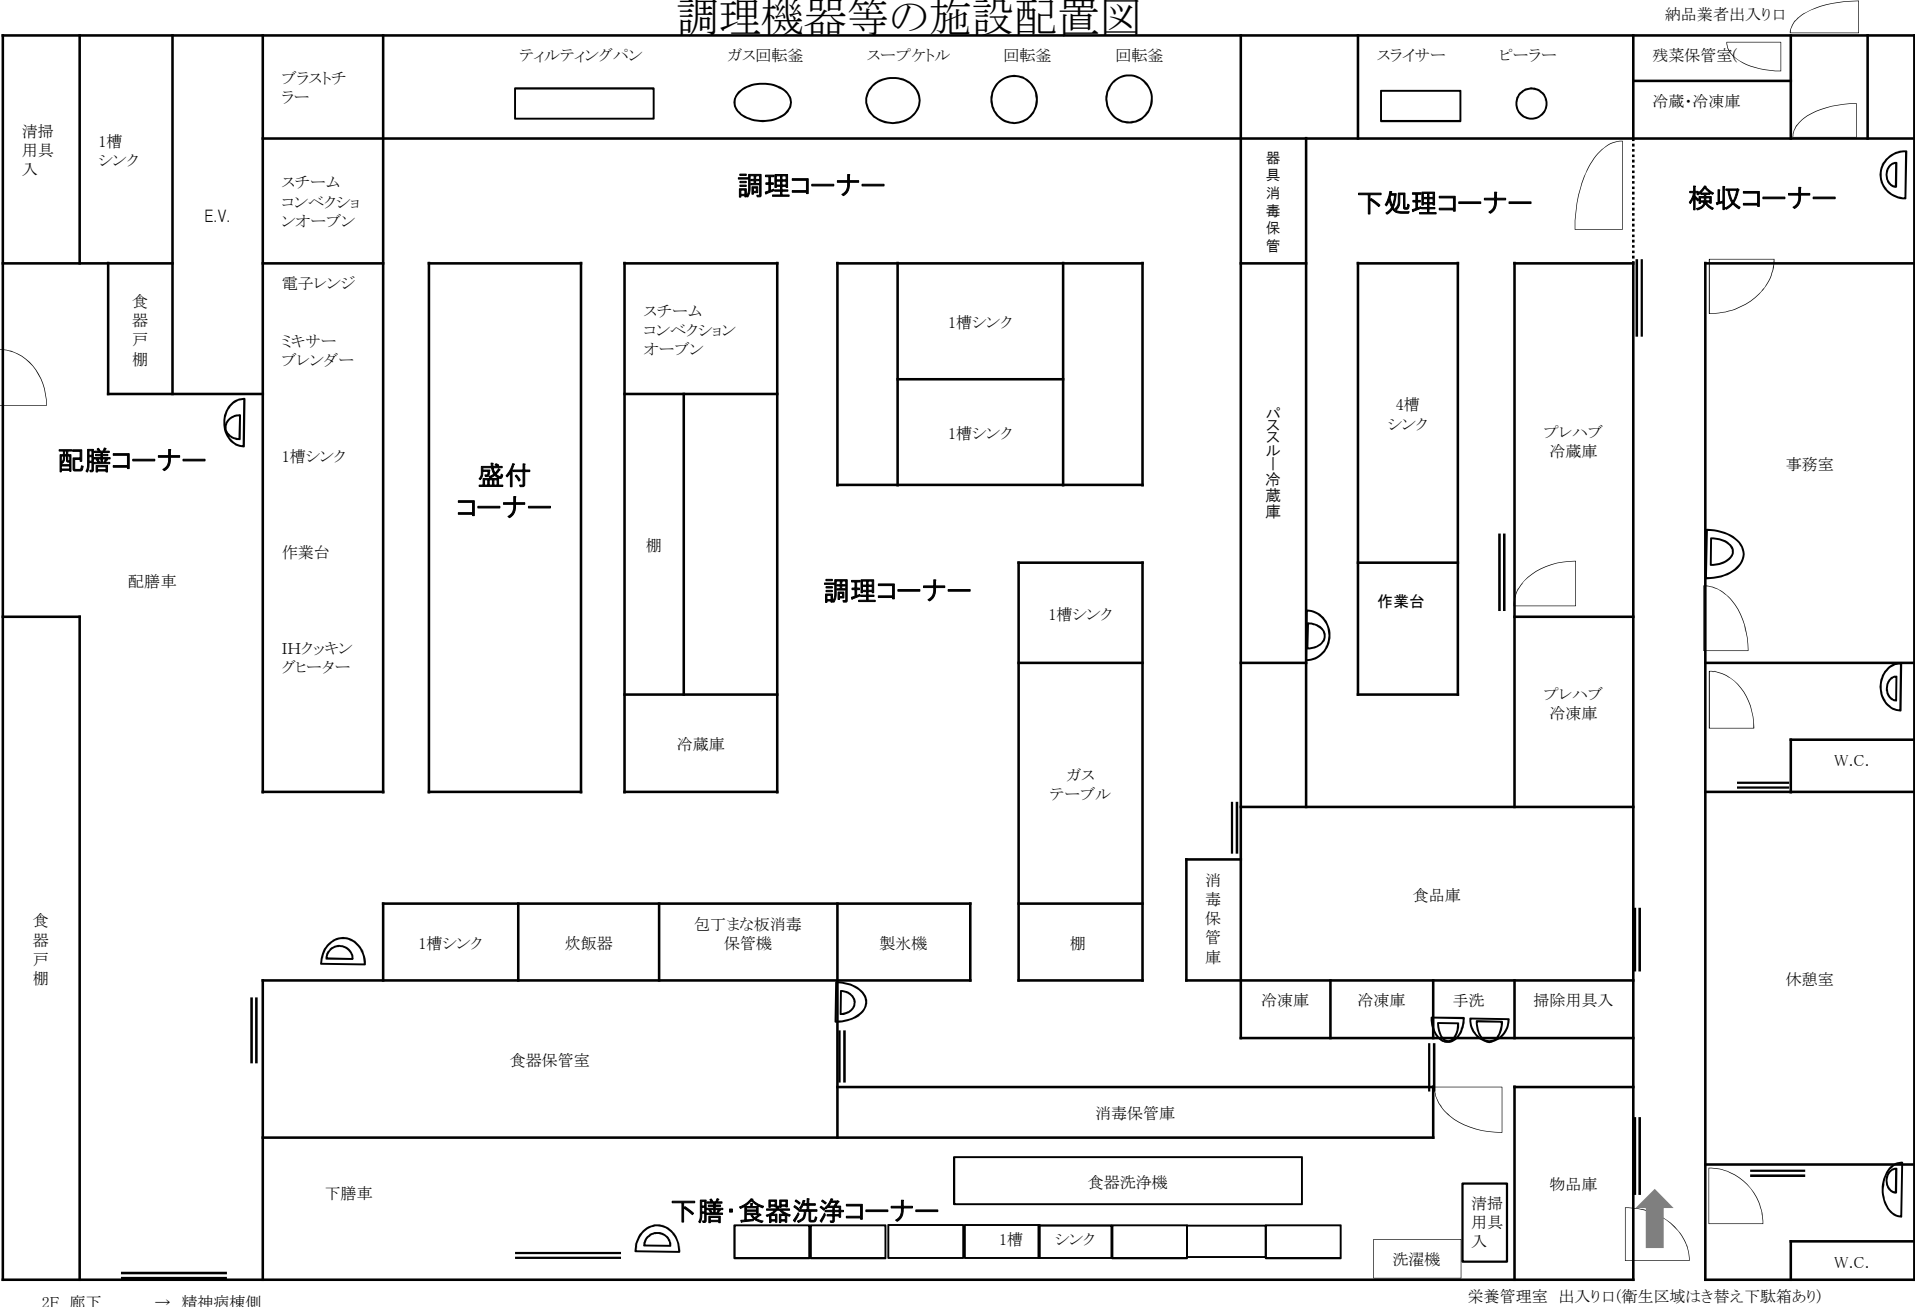 調理機器等の施設配置図
納品業者出入り口
ティルティングパン
ガス回転釜
スープケトル
回転釜
回転釜
スライサー
ピーラー
残菜保管室(
冷蔵・冷凍庫
ブラストチ
ラー
清掃
用具
入
1槽
シンク
E.V.
スチーム
コンベクショ
ンオーブン
調理コーナー
器
具
消
毒
保
管
下処理コーナー
検収コーナー
食
器
戸
棚
電子レンジ
ミキサー
ブレンダー
1槽シンク
作業台
IHクッキン
グヒーター
配膳コーナー
配膳車
盛付
コーナー
スチーム
コンベクション
オーブン
棚
冷蔵庫
1槽シンク
1槽シンク
調理コーナー
1槽シンク
ガス
テーブル
棚
パススルー冷蔵庫
4槽
シンク
作業台
プレハブ
冷蔵庫
プレハブ
冷凍庫
事務室
W.C.
食
器
戸
棚
1槽シンク
炊飯器
包丁まな板消毒
保管機
製氷機
消
毒
保
管
庫
食品庫
冷凍庫
冷凍庫
手洗
掃除用具入
休憩室
食器保管室
消毒保管庫
下膳車
下膳・食器洗浄コーナー
食器洗浄機
1槽
シンク
清掃
用具
入
洗濯機
物品庫
W.C.
2F 廊下 → 精神病棟側
栄養管理室 出入り口(衛生区域はき替え下駄箱あり)